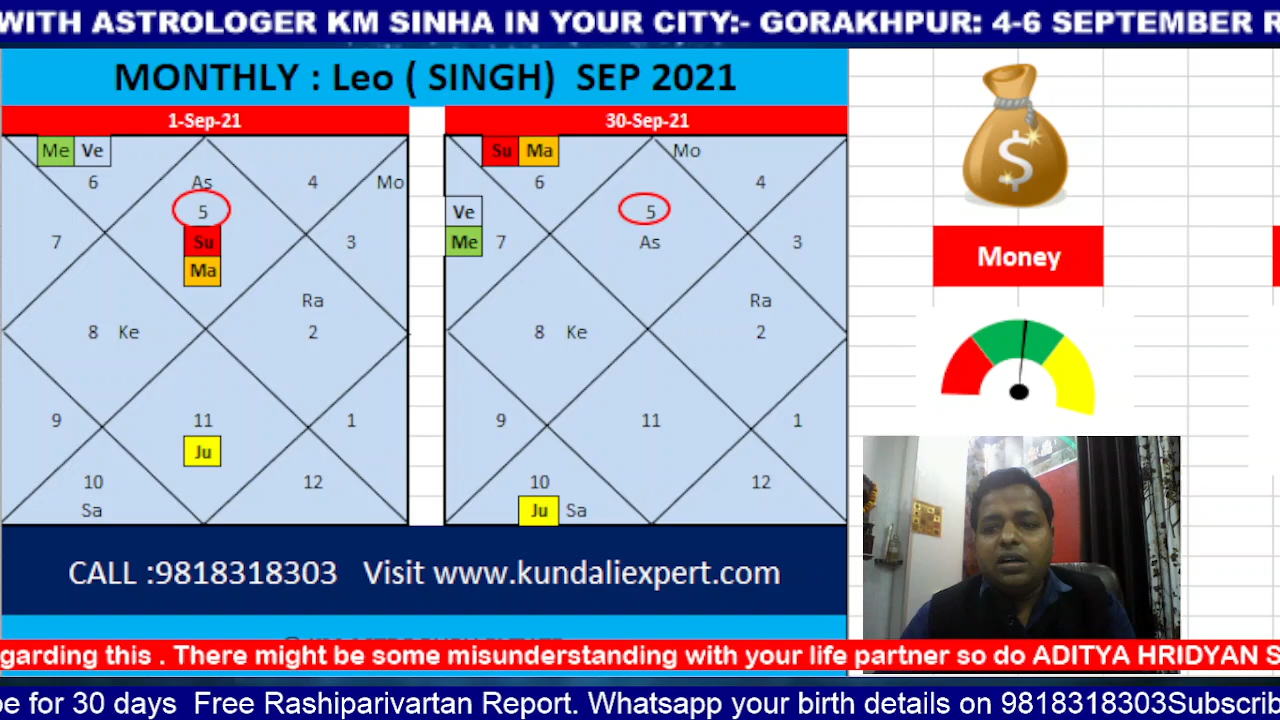 WITH ASTROLOGER KM SINHA IN YOUR CITY:- GORAKHPUR: 4-6 SEPTEMBER R
MONTHLY : Leo ( SINGH) SEP 2021
1-Sep-21
Me Ve
6
As
4
Mo
5
7
Su
3
Ma
Ra
8 Ke
2
9
11
1
Ju
10
12
Sa
30-Sep-21
Su Ma
Mo
6
4
Ve
5
Me 7
As
3
Ra
8 Ke
2
9
11
1
10
12
Ju Sa
$
Money
CALL :9818318303 Visit www.kundaliexpert.com
garding this . There might be some misunderstanding with your life partner so do ADITYA HRIDYAN S
be for 30 days Free Rashiparivartan Report. Whatsapp your birth details on 9818318303Subscrib